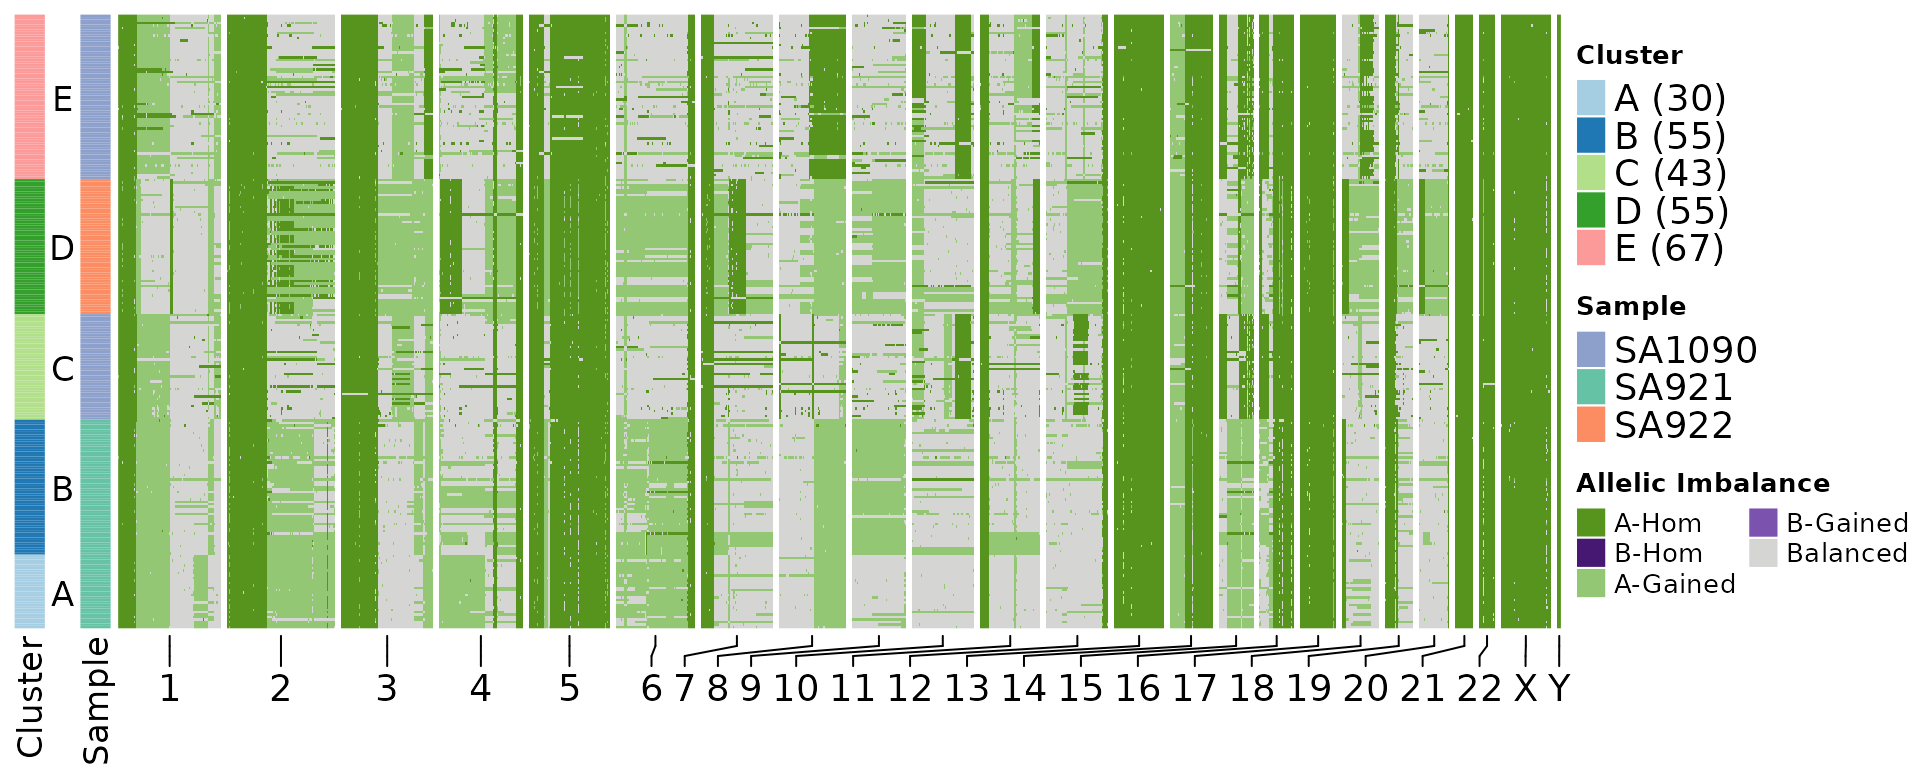 E
D
C
B
A
Cluster
Sample
1 2 3 4 5 6 7 8 9 10 11 12 13 14 15 16 17 18 19 20 21 22 X Y
Cluster
A (30)
B (55)
C (43)
D (55)
E (67)
Sample
SA1090
SA921
SA922
Allelic Imbalance
A-Hom B-Gained
B-Hom Balanced
A-Gained